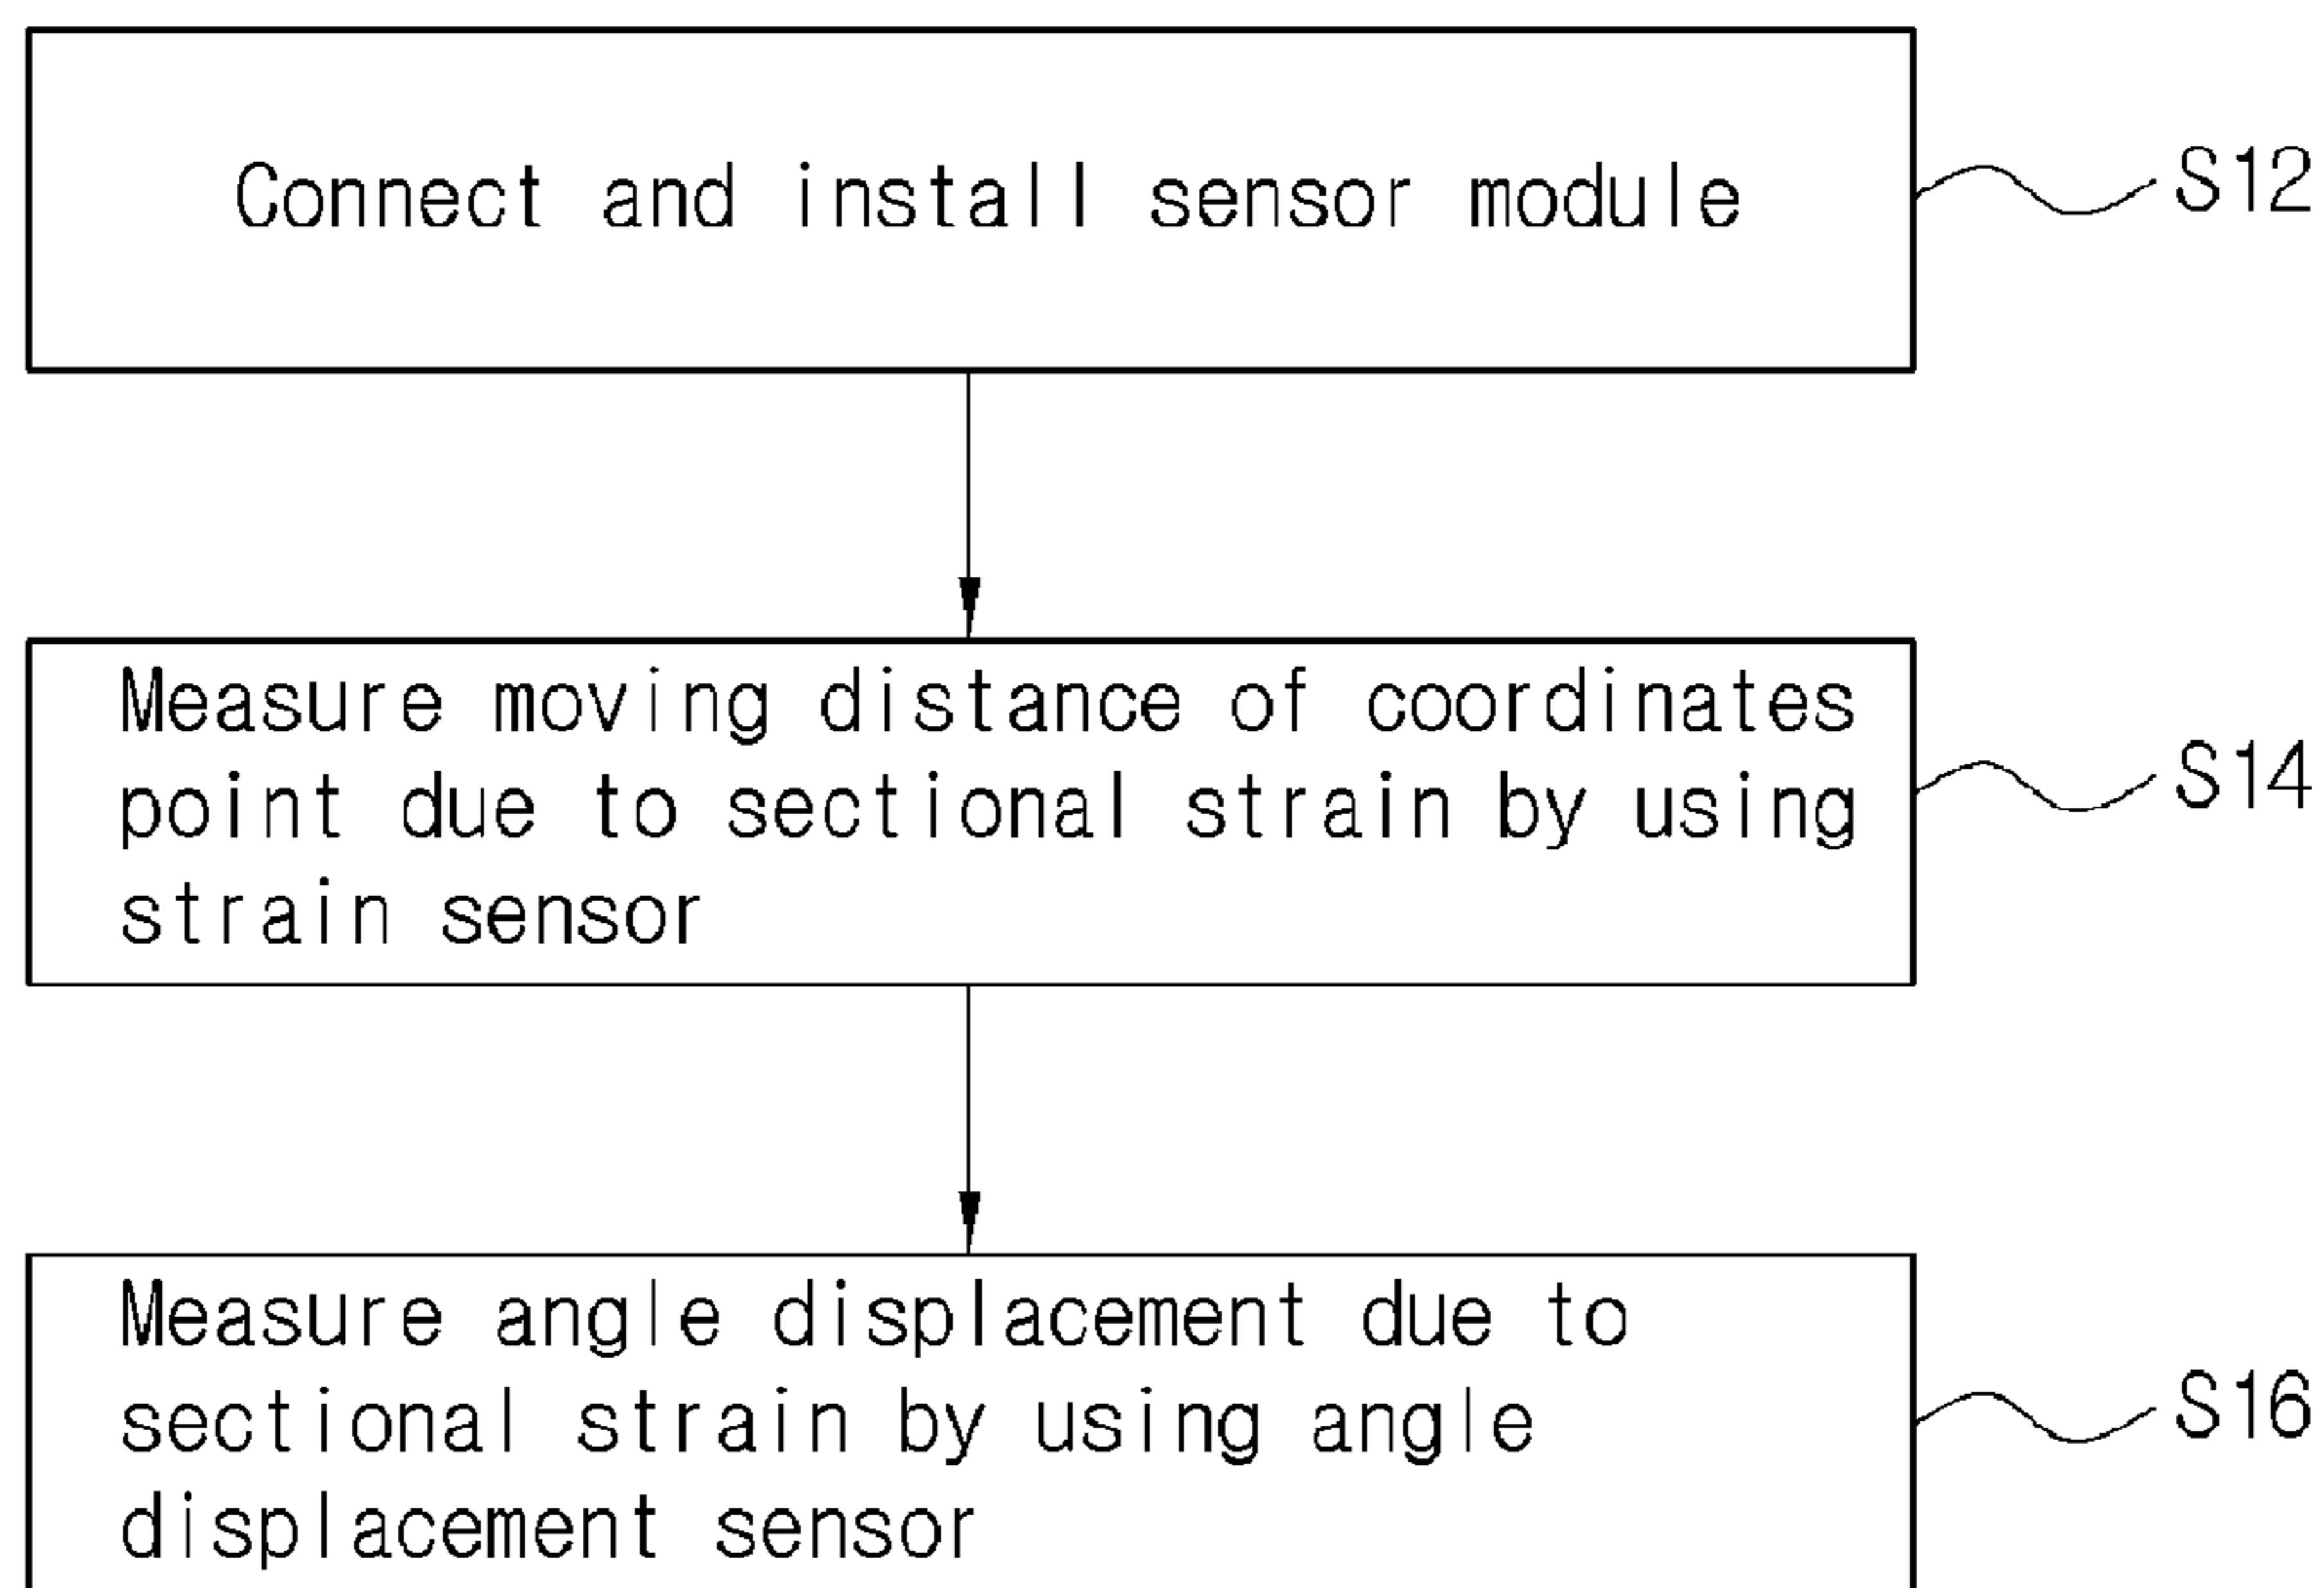 Connect and install sensor module
S12
Measure moving distance of coordinates
point due to sectional strain by using
strain sensor
S14
Measure angle displacement due to
sectional strain by using angle
displacement sensor
S16